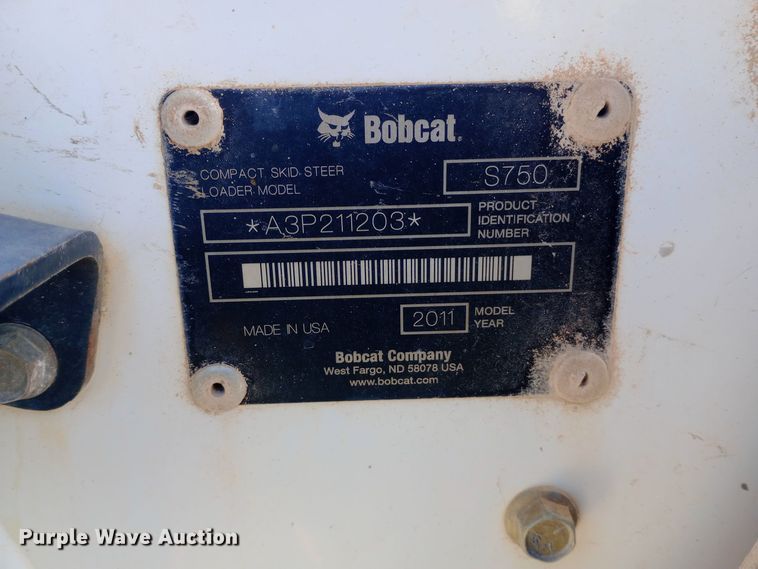 Bobcat.
COMPACT SKID STEER
LOADER MODEL
S750
*A3P211203*
PRODUCT
IDENTIFICATION
NUMBER
MADE IN USA
2011
MODEL
YEAR
Bobcat Company
West Fargo, ND 58078 USA
www.bobcat.com
Purple Wave Auction